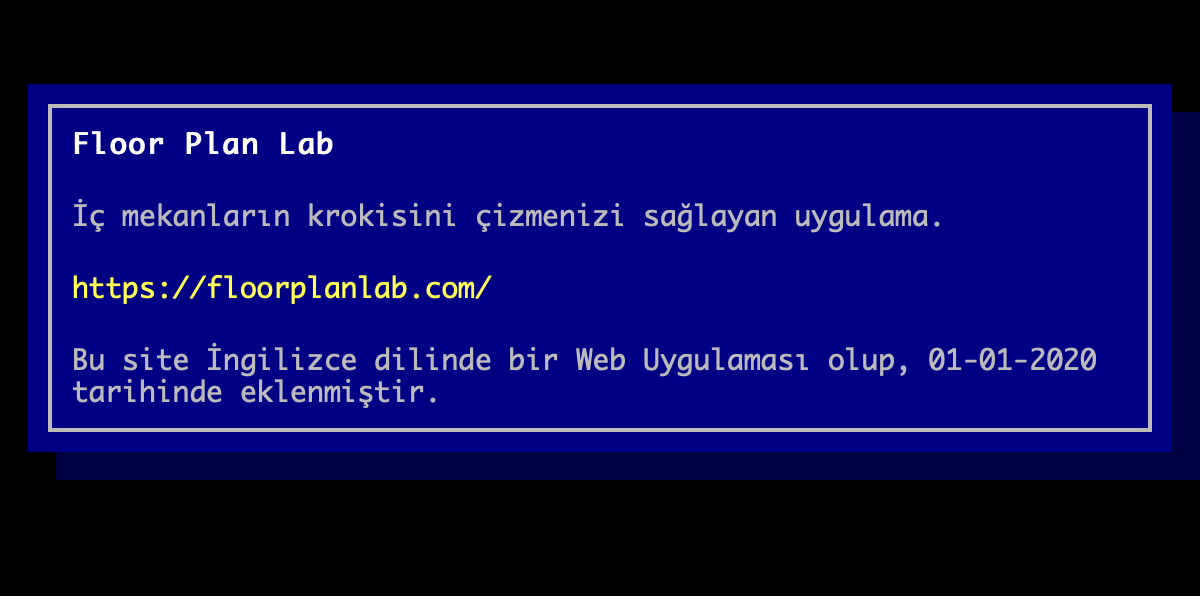 Floor Plan Lab
İç mekanların krokisini çizmenizi sağlayan uygulama.
https://floorplanlab.com/
Bu site İngilizce dilinde bir Web Uygulaması olup, 01-01-2020
tarihinde eklenmiştir.